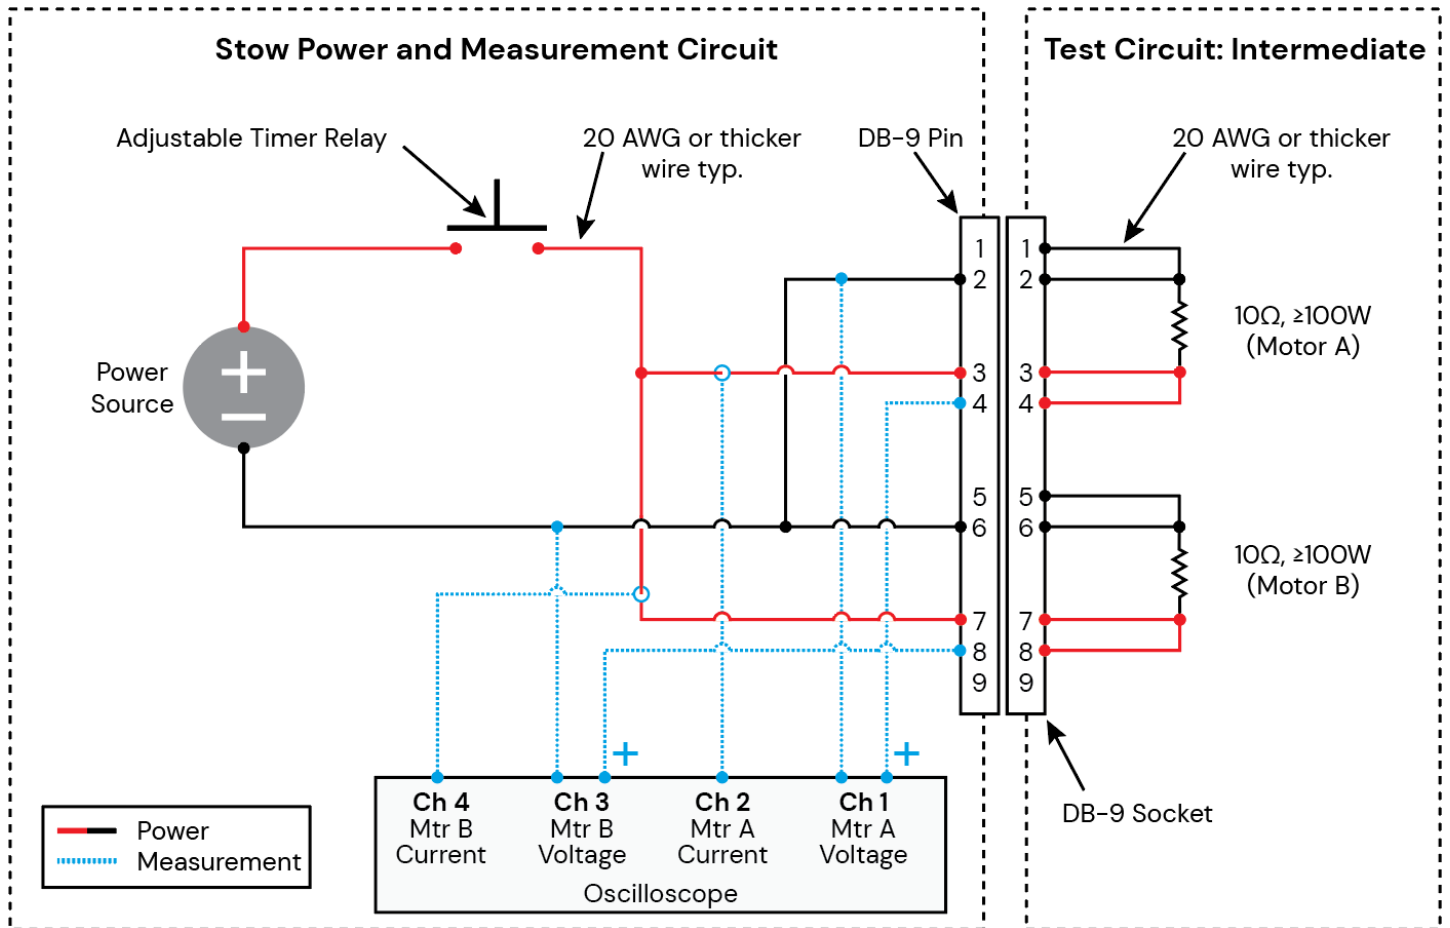 Stow Power and Measurement Circuit
Test Circuit: Intermediate
Adjustable Timer Relay
20 AWG or thicker
wire typ.
DB-9 Pin
20 AWG or thicker
wire typ.
Power
Source
+
−
1
2
3
4
5
6
7
8
9
1
2
3
4
5
6
7
8
9
10Ω, ≥100W
(Motor A)
10Ω, ≥100W
(Motor B)
DB-9 Socket
+
+
Ch 4
Mtr B
Current
Ch 3
Mtr B
Voltage
Ch 2
Mtr A
Current
Ch 1
Mtr A
Voltage
Oscilloscope
Power
Measurement